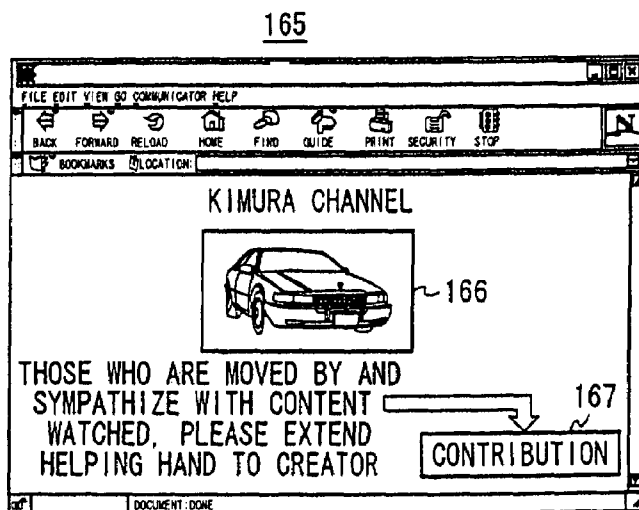 165
FILE EDIT VIEW GO COMMUNICATOR HELP
BACK FORWARD RELOAD HOME FIND GUIDE PRINT SECURITY STOP
N
BOOKMARKS LOCATION:
KIMURA CHANNEL
166
THOSE WHO ARE MOVED BY AND
SYMPATHIZE WITH CONTENT
WATCHED, PLEASE EXTEND
HELPING HAND TO CREATOR
167
CONTRIBUTION
DOCUMENT:DONE